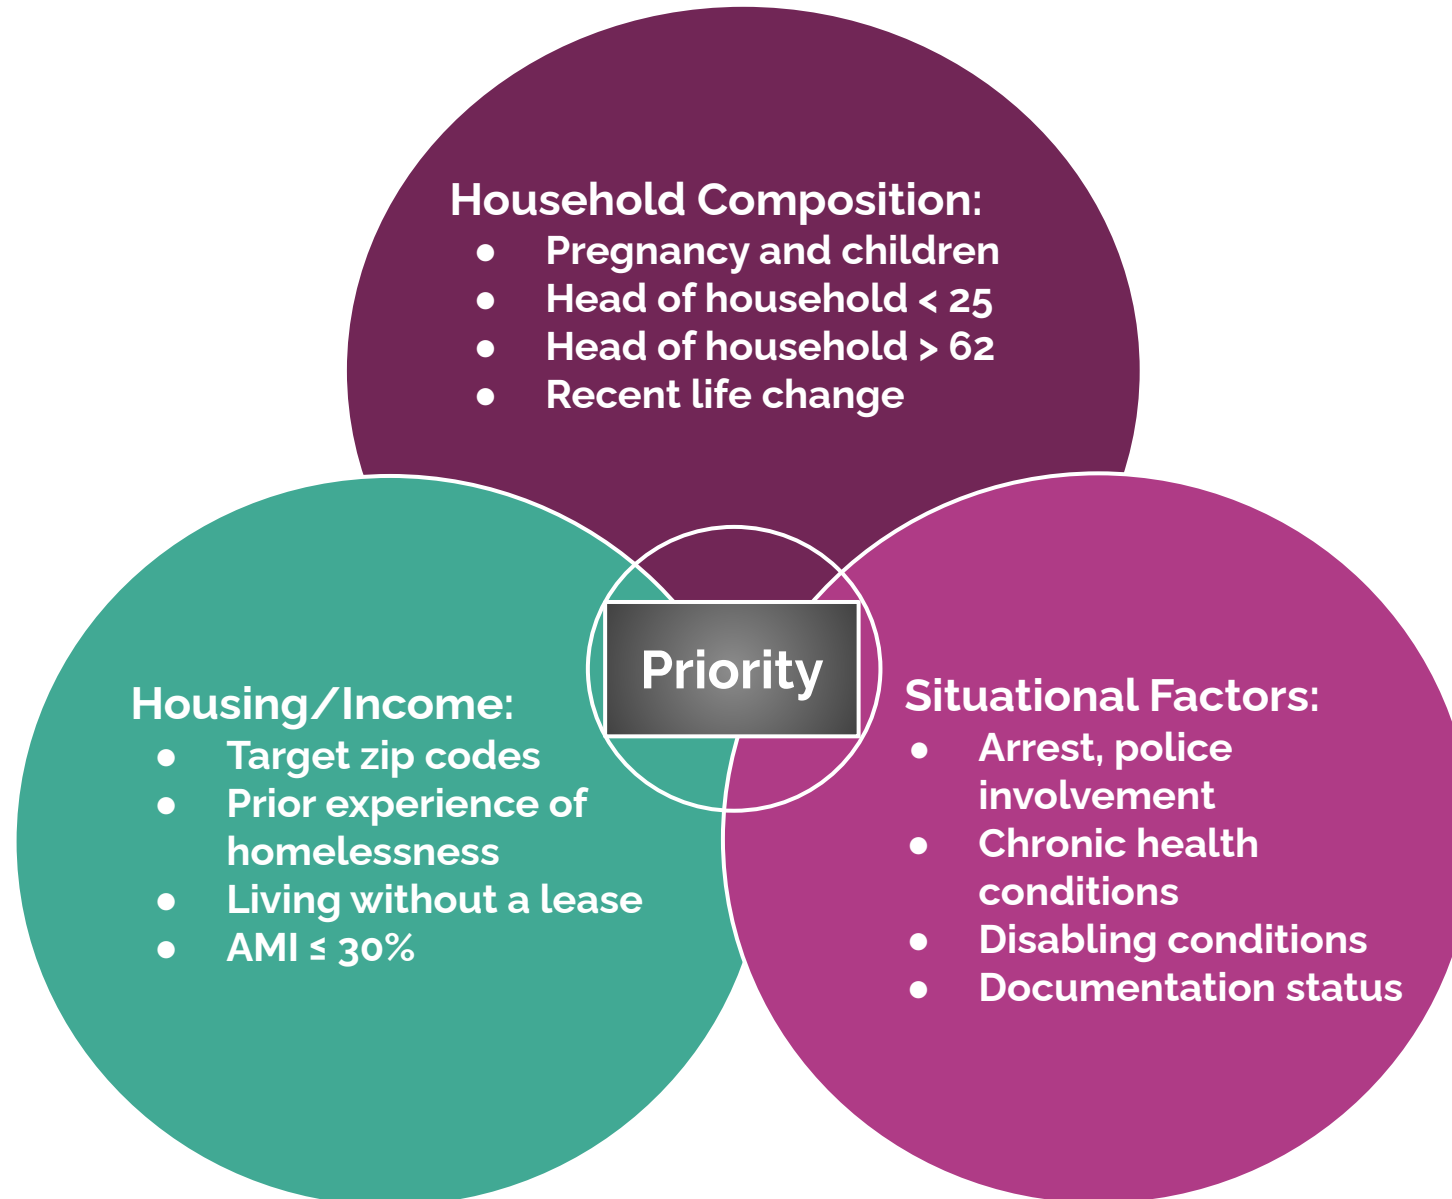 Household Composition:
● Pregnancy and children
● Head of household < 25
● Head of household > 62
● Recent life change
Priority
Housing/Income:
● Target zip codes
● Prior experience of
homelessness
● Living without a lease
● AMI ≤ 30%
Situational Factors:
● Arrest, police
involvement
● Chronic health
conditions
● Disabling conditions
● Documentation status